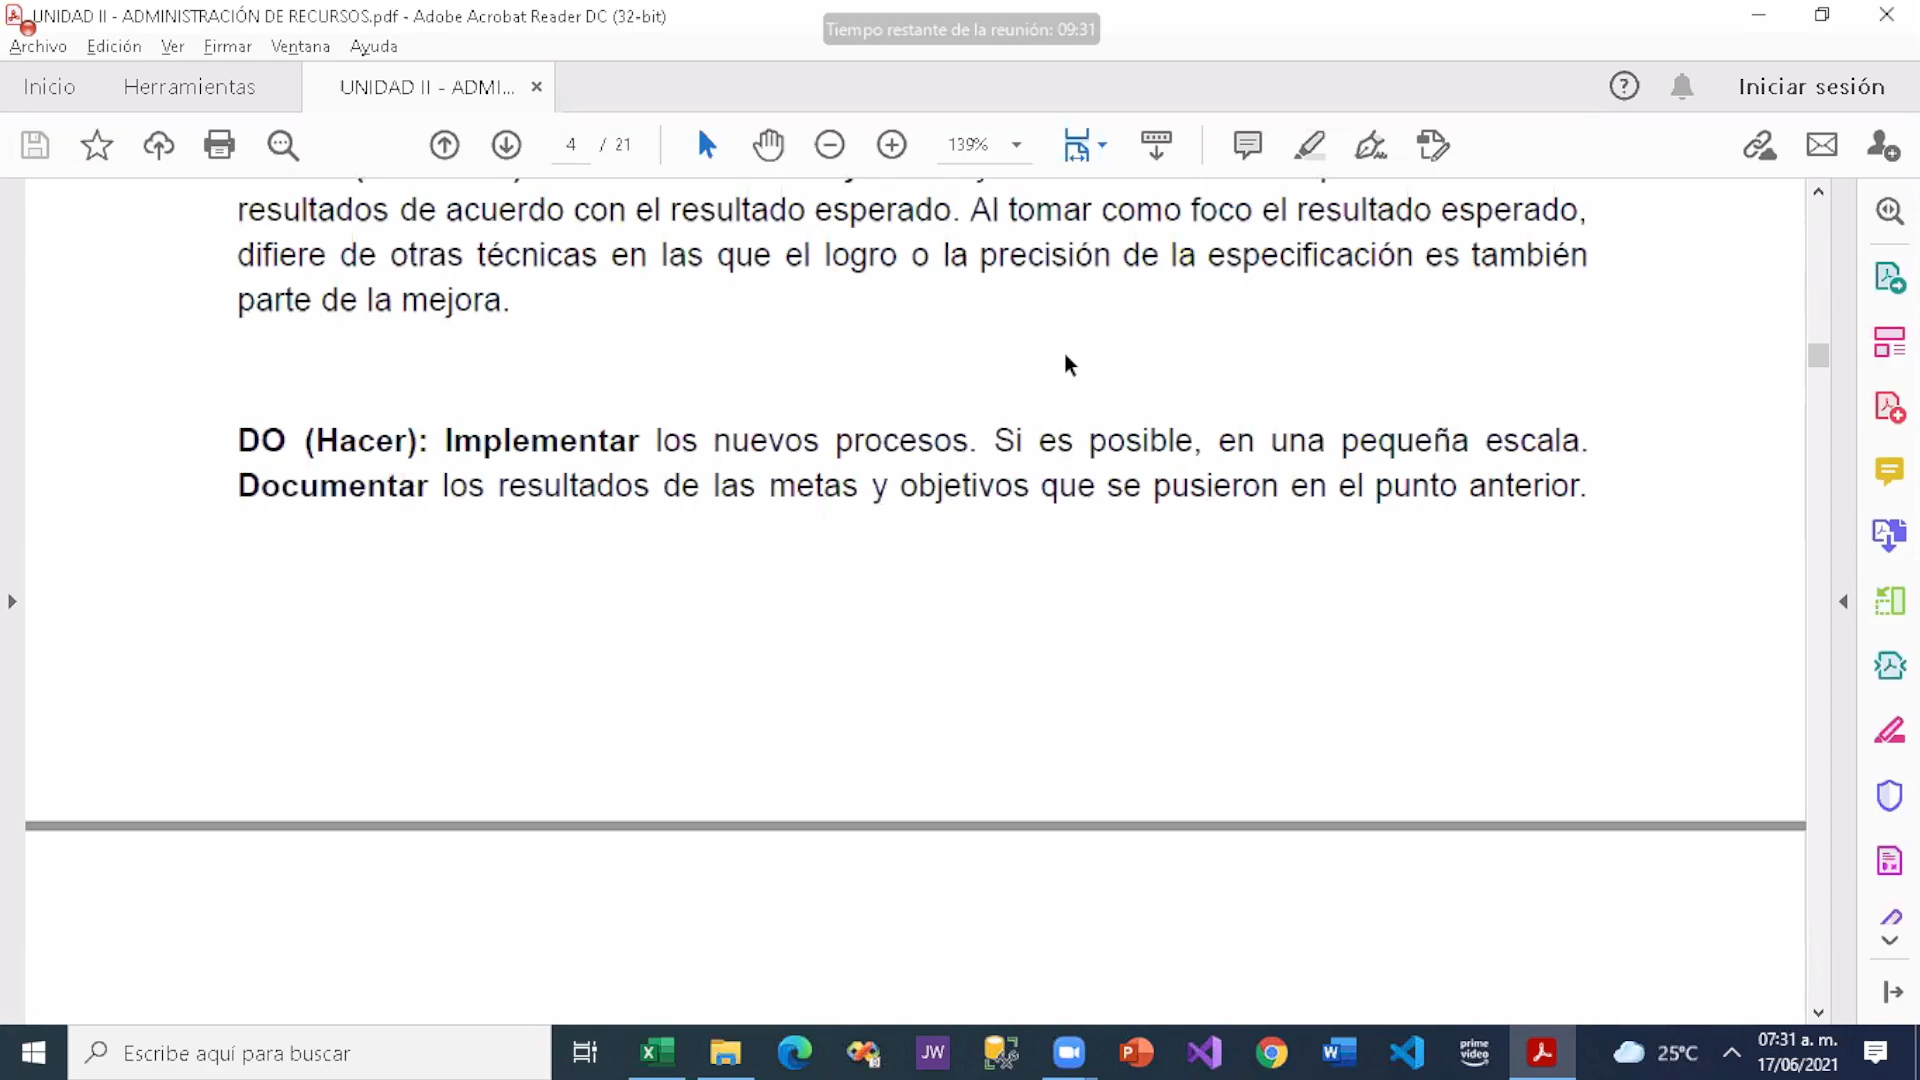 UNIDAD II - ADMINISTRACIÓN DE RECURSOS.pdf - Adobe Acrobat Reader DC (32-bit)
Tiempo restante de la reunión: 09:31
Archivo Edición Ver Firmar Ventana Ayuda
Inicio Herramientas UNIDAD II - ADMI... Iniciar sesión
4 / 21 139%
resultados de acuerdo con el resultado esperado. Al tomar como foco el resultado esperado,
difiere de otras técnicas en las que el logro o la precisión de la especificación es también
parte de la mejora.
DO (Hacer): Implementar los nuevos procesos. Si es posible, en una pequeña escala.
Documentar los resultados de las metas y objetivos que se pusieron en el punto anterior.
Escribe aquí para buscar
JW
prime
video
25°C
07:31 a. m.
17/06/2021